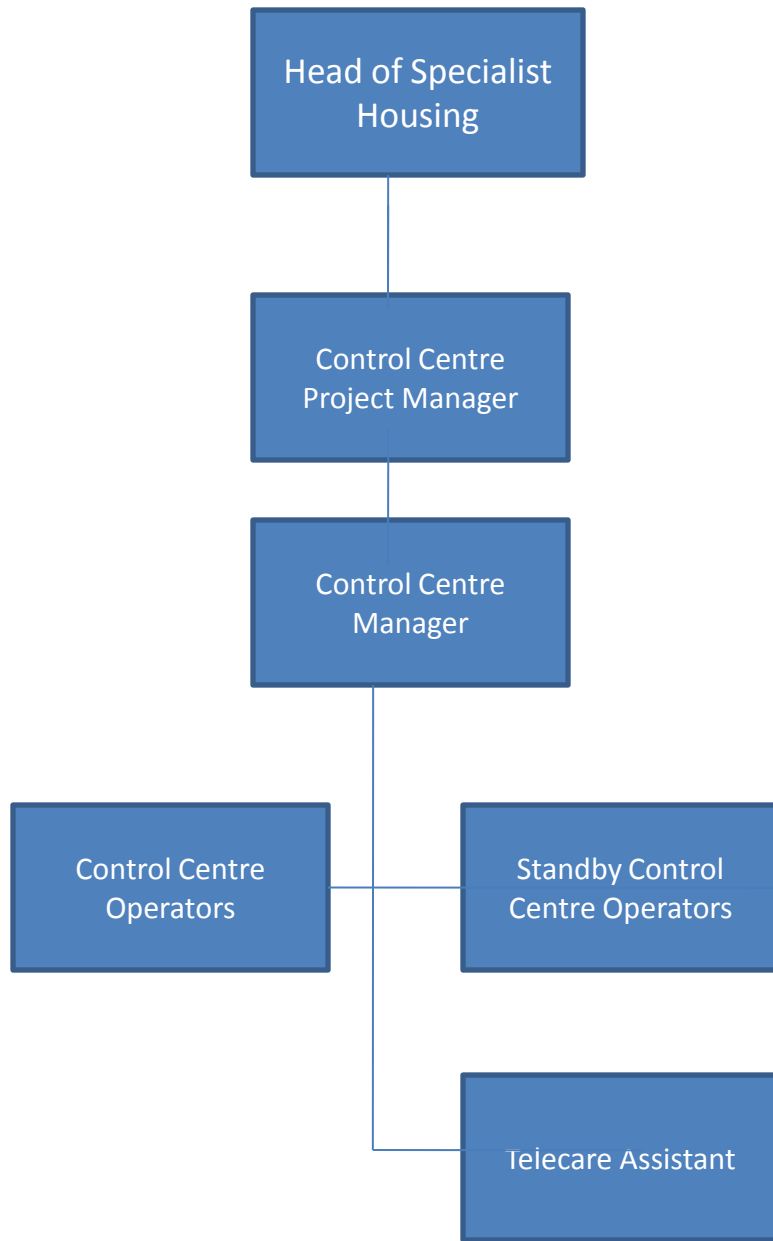 Head of Specialist
Housing
Control Centre
Project Manager
Control Centre
Manager
Control Centre
Operators
Standby Control
Centre Operators
Telecare Assistant